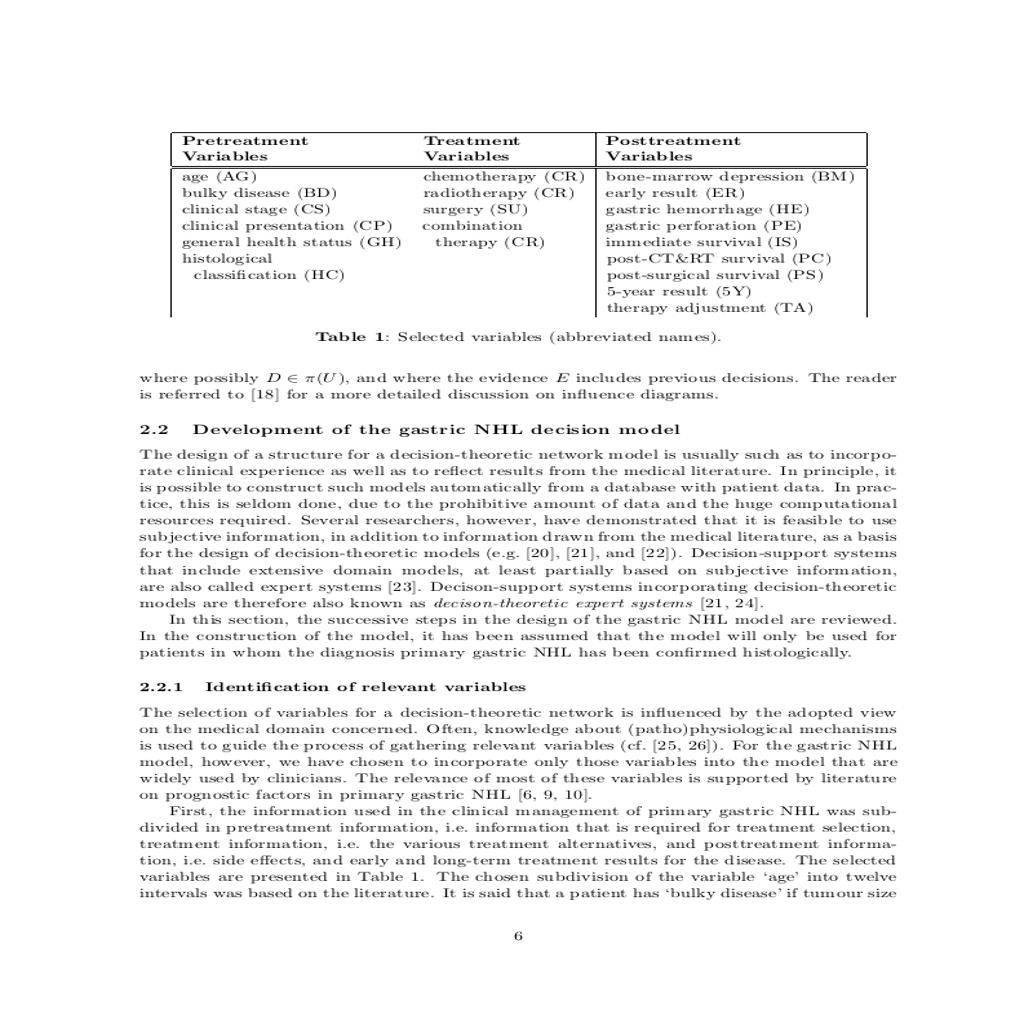 Pretreatment Treatment Posttreatment
Variables Variables Variables
age (AG) chemotherapy (CR) bone-marrow depression (BM)
bulky disease (BD) radiotherapy (CR) early result (ER)
clinical stage (CS) surgery (SU) gastric hemorrhage (HE)
clinical presentation (CP) combination gastric perforation (PE)
general health status (GH) therapy (CR) immediate survival (IS)
histological post-CT&RT survival (PC)
classification (HC) post-surgical survival (PS)
5-year result (5Y)
therapy adjustment (TA)
Table 1: Selected variables (abbreviated names).
where possibly D ∈ π(U), and where the evidence E includes previous decisions. The reader
is referred to [18] for a more detailed discussion on influence diagrams.
2.2 Development of the gastric NHL decision model
The design of a structure for a decision-theoretic network model is usually such as to incorpo-
rate clinical experience as well as to reflect results from the medical literature. In principle, it
is possible to construct such models automatically from a database with patient data. In prac-
tice, this is seldom done, due to the prohibitive amount of data and the huge computational
resources required. Several researchers, however, have demonstrated that it is feasible to use
subjective information, in addition to information drawn from the medical literature, as a basis
for the design of decision-theoretic models (e.g. [20], [21], and [22]). Decision-support systems
that include extensive domain models, at least partially based on subjective information,
are also called expert systems [23]. Decison-support systems incorporating decision-theoretic
models are therefore also known as decison-theoretic expert systems [21, 24].
In this section, the successive steps in the design of the gastric NHL model are reviewed.
In the construction of the model, it has been assumed that the model will only be used for
patients in whom the diagnosis primary gastric NHL has been confirmed histologically.
2.2.1 Identification of relevant variables
The selection of variables for a decision-theoretic network is influenced by the adopted view
on the medical domain concerned. Often, knowledge about (patho)physiological mechanisms
is used to guide the process of gathering relevant variables (cf. [25, 26]). For the gastric NHL
model, however, we have chosen to incorporate only those variables into the model that are
widely used by clinicians. The relevance of most of these variables is supported by literature
on prognostic factors in primary gastric NHL [6, 9, 10].
First, the information used in the clinical management of primary gastric NHL was sub-
divided in pretreatment information, i.e. information that is required for treatment selection,
treatment information, i.e. the various treatment alternatives, and posttreatment informa-
tion, i.e. side effects, and early and long-term treatment results for the disease. The selected
variables are presented in Table 1. The chosen subdivision of the variable ‘age’ into twelve
intervals was based on the literature. It is said that a patient has ‘bulky disease’ if tumour size
6